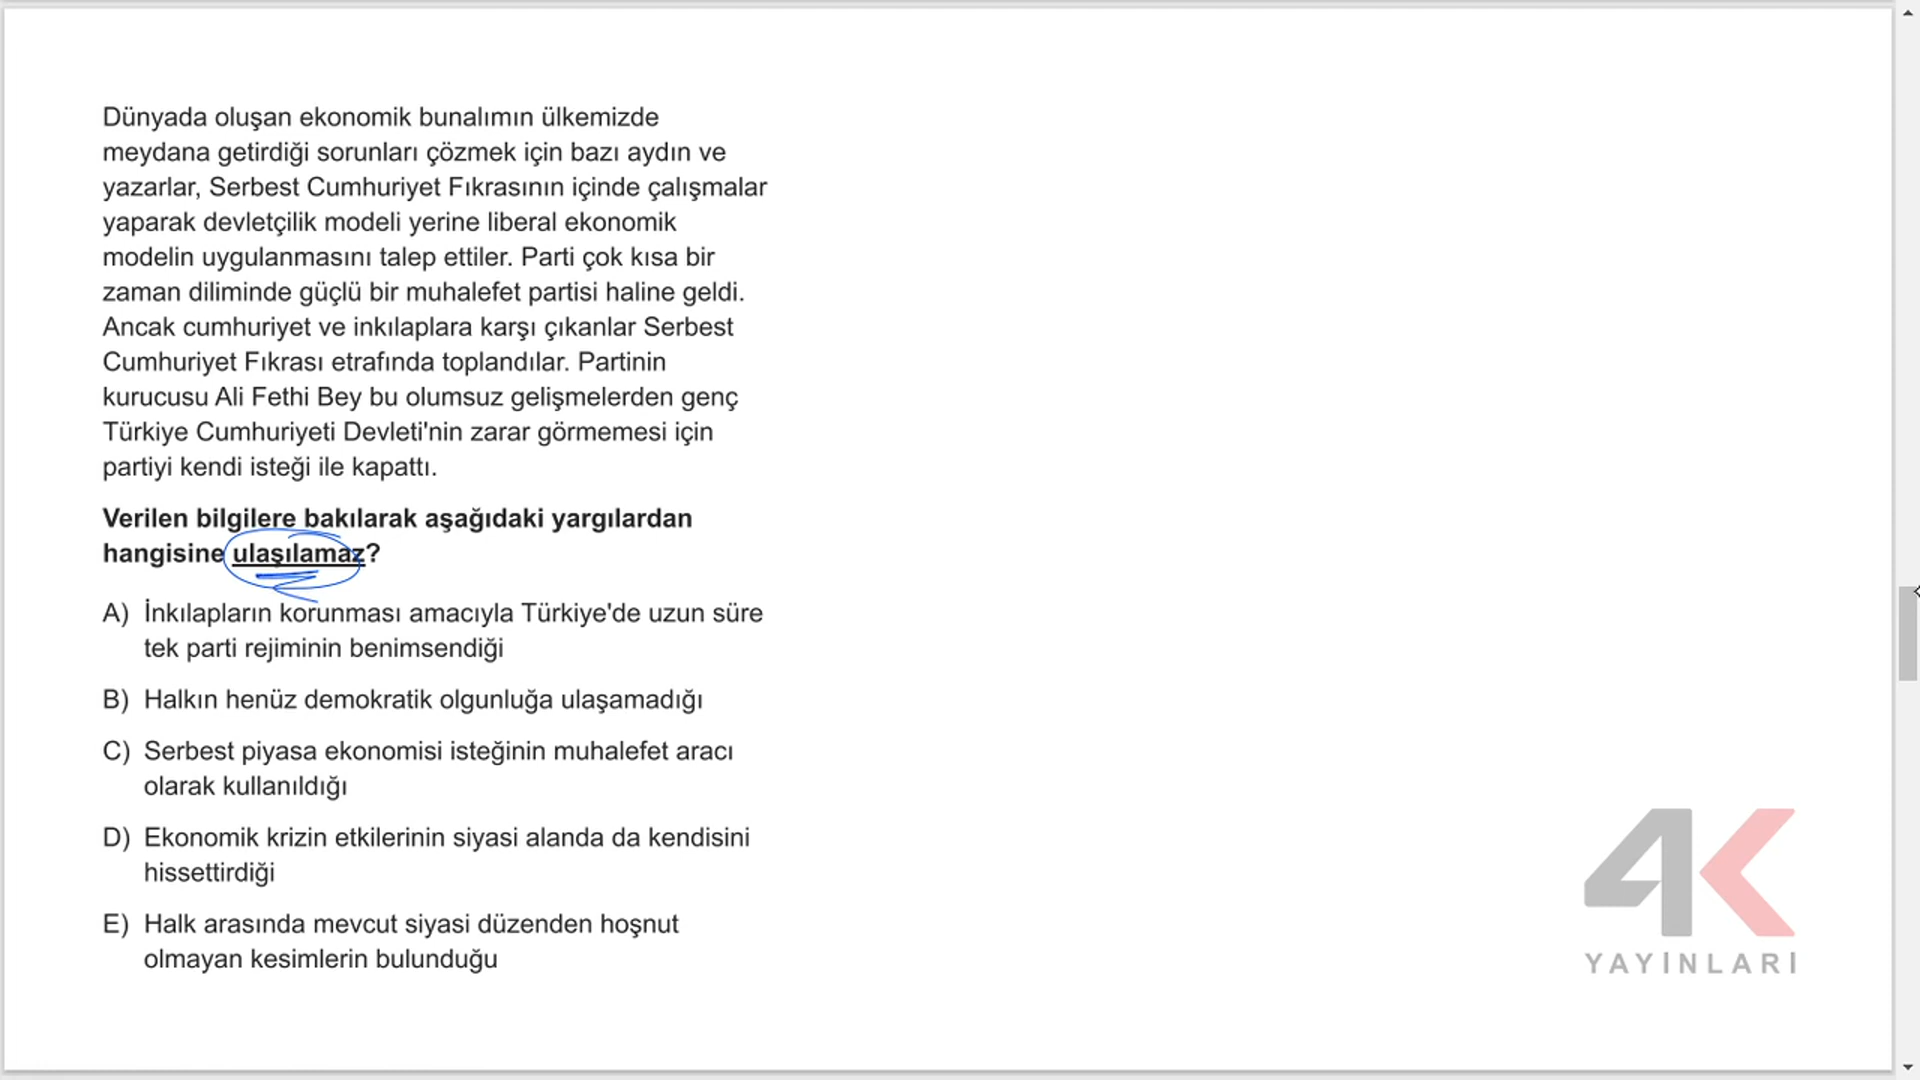 Dünyada oluşan ekonomik bunalımın ülkemizde
meydana getirdiği sorunları çözmek için bazı aydın ve
yazarlar, Serbest Cumhuriyet Fıkrasının içinde çalışmalar
yaparak devletçilik modeli yerine liberal ekonomik
modelin uygulanmasını talep ettiler. Parti çok kısa bir
zaman diliminde güçlü bir muhalefet partisi haline geldi.
Ancak cumhuriyet ve inkılaplara karşı çıkanlar Serbest
Cumhuriyet Fıkrası etrafında toplandılar. Partinin
kurucusu Ali Fethi Bey bu olumsuz gelişmelerden genç
Türkiye Cumhuriyeti Devleti'nin zarar görmemesi için
partiyi kendi isteği ile kapattı.
Verilen bilgilere bakılarak aşağıdaki yargılardan
hangisine ulaşılamaz?
A) İnkılapların korunması amacıyla Türkiye'de uzun süre
tek parti rejiminin benimsendiği
B) Halkın henüz demokratik olgunluğa ulaşamadığı
C) Serbest piyasa ekonomisi isteğinin muhalefet aracı
olarak kullanıldığı
D) Ekonomik krizin etkilerinin siyasi alanda da kendisini
hissettirdiği
E) Halk arasında mevcut siyasi düzenden hoşnut
olmayan kesimlerin bulunduğu
4K
YAYINLARI